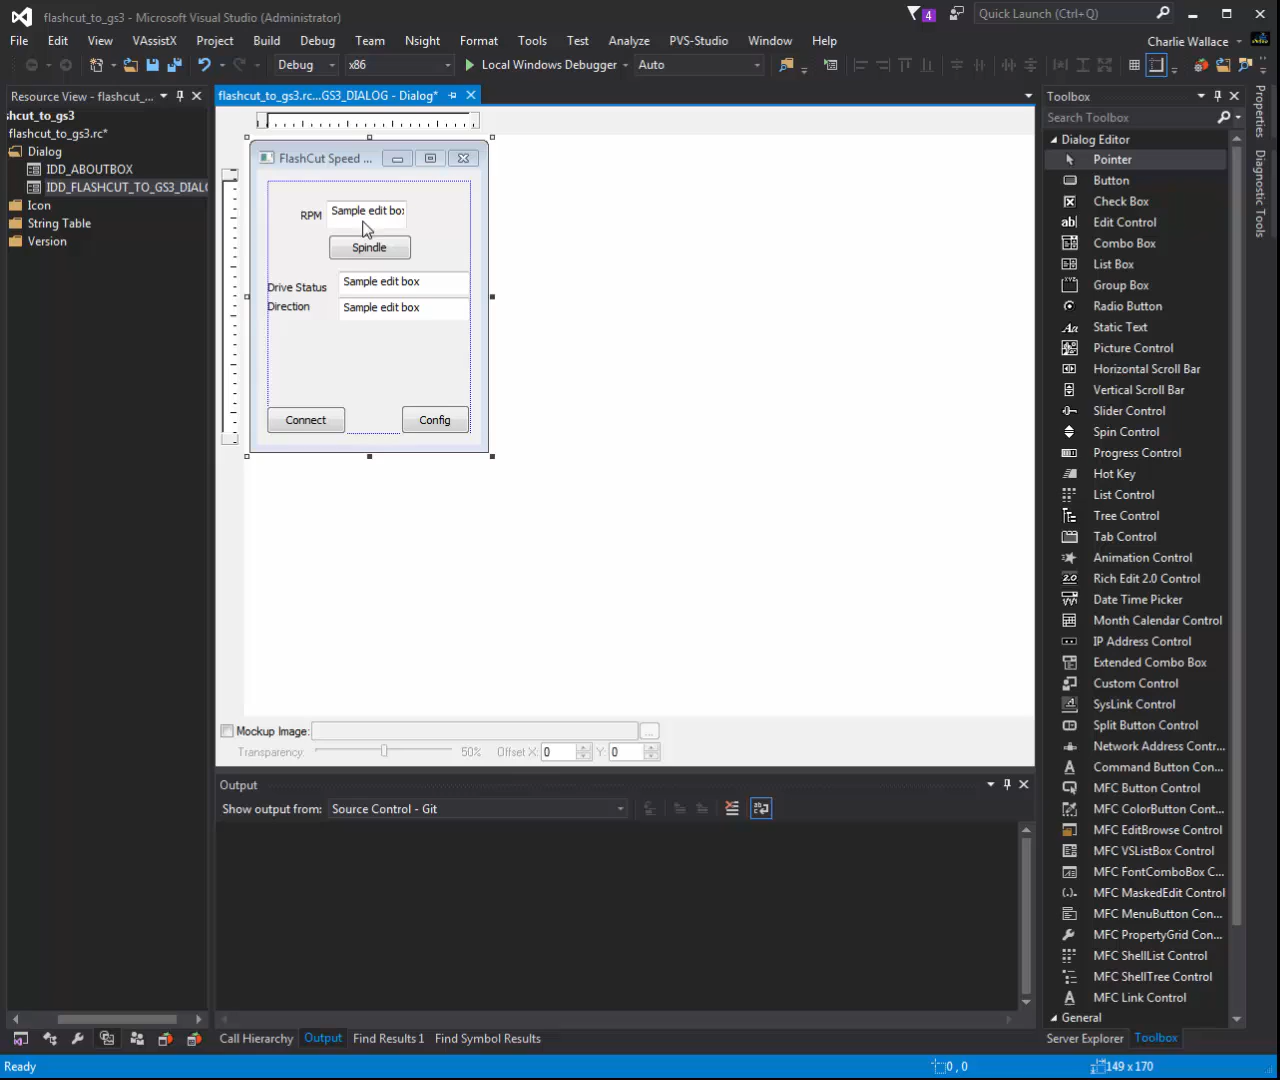 flashcut_to_gs3 - Microsoft Visual Studio (Administrator)
4
Quick Launch (Ctrl+Q)
File Edit View VAssistX Project Build Debug Team Nsight Format Tools Test Analyze PVS-Studio Window Help
Charlie Wallace
Debug x86 Local Windows Debugger Auto
Resource View - flashcut_...
flashcut_to_gs3.rc...GS3_DIALOG - Dialog*
Toolbox
shcut_to_gs3
flashcut_to_gs3.rc*
Dialog
IDD_ABOUTBOX
IDD_FLASHCUT_TO_GS3_DIALO
Icon
String Table
Version
FlashCut Speed ...
RPM
Sample edit box
Spindle
Drive Status
Sample edit box
Direction
Sample edit box
Connect
Config
Mockup Image:
...
Transparency:
50%
Offset X: 0
Y: 0
Output
Show output from: Source Control - Git
Search Toolbox
Dialog Editor
Pointer
Button
Check Box
ab| Edit Control
Combo Box
List Box
XYZ Group Box
Radio Button
Aa Static Text
Picture Control
Horizontal Scroll Bar
Vertical Scroll Bar
Slider Control
Spin Control
Progress Control
Hot Key
List Control
Tree Control
Tab Control
Animation Control
2.0 Rich Edit 2.0 Control
Date Time Picker
Month Calendar Control
IP Address Control
Extended Combo Box
Custom Control
A SysLink Control
Split Button Control
Network Address Contr...
A Command Button Con...
MFC Button Control
MFC ColorButton Cont...
MFC EditBrowse Control
MFC VSListBox Control
MFC FontComboBox C...
(.). MFC MaskedEdit Control
MFC MenuButton Con...
MFC PropertyGrid Con...
MFC ShellList Control
MFC ShellTree Control
A MFC Link Control
General
Properties
Diagnostic Tools
Call Hierarchy Output Find Results 1 Find Symbol Results
Server Explorer Toolbox
Ready
0 , 0
149 x 170